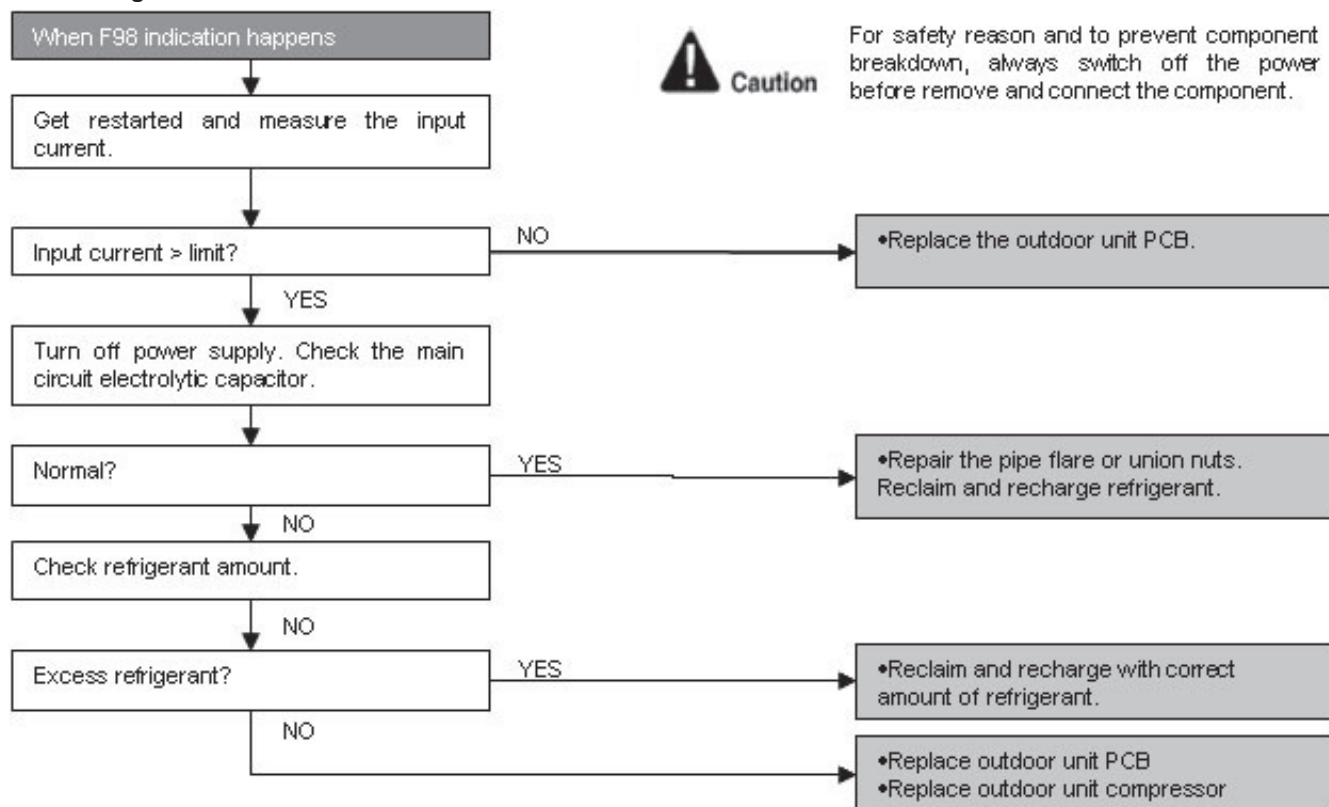 When F98 indication happens
Caution
For safety reason and to prevent component
breakdown, always switch off the power
before remove and connect the component.
Get restarted and measure the input
current.
Input current > limit?
NO
•Replace the outdoor unit PCB.
YES
Turn off power supply. Check the main
circuit electrolytic capacitor.
Normal?
YES
•Repair the pipe flare or union nuts.
Reclaim and recharge refrigerant.
NO
Check refrigerant amount.
NO
Excess refrigerant?
YES
•Reclaim and recharge with correct
amount of refrigerant.
NO
•Replace outdoor unit PCB
•Replace outdoor unit compressor